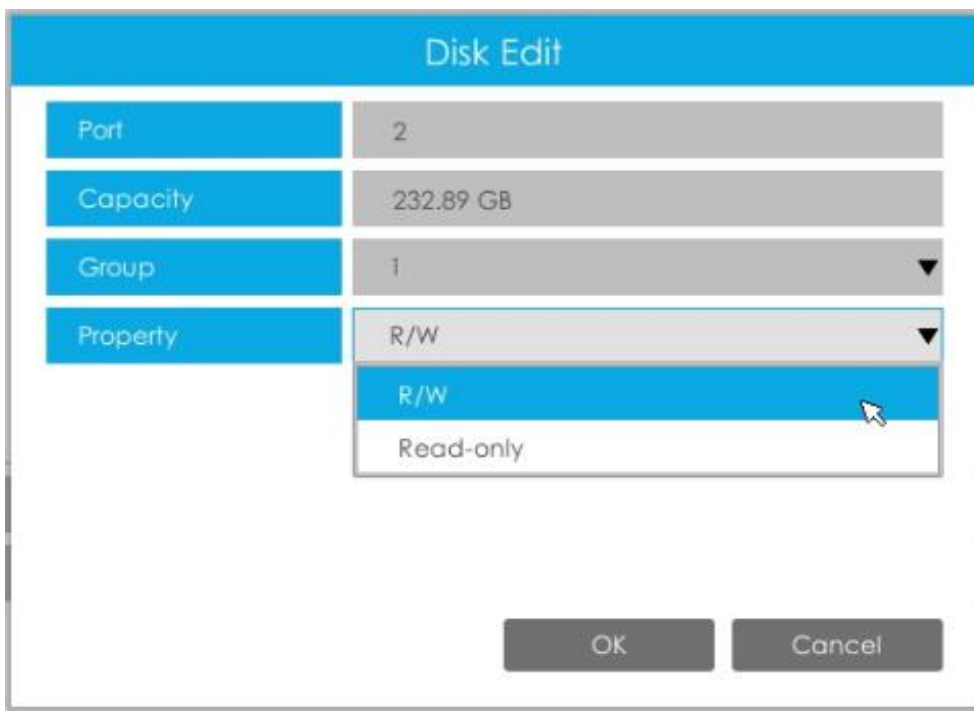 Disk Edit
Port 2
Capacity 232.89 GB
Group 1
Property R/W
R/W
Read-only
OK Cancel